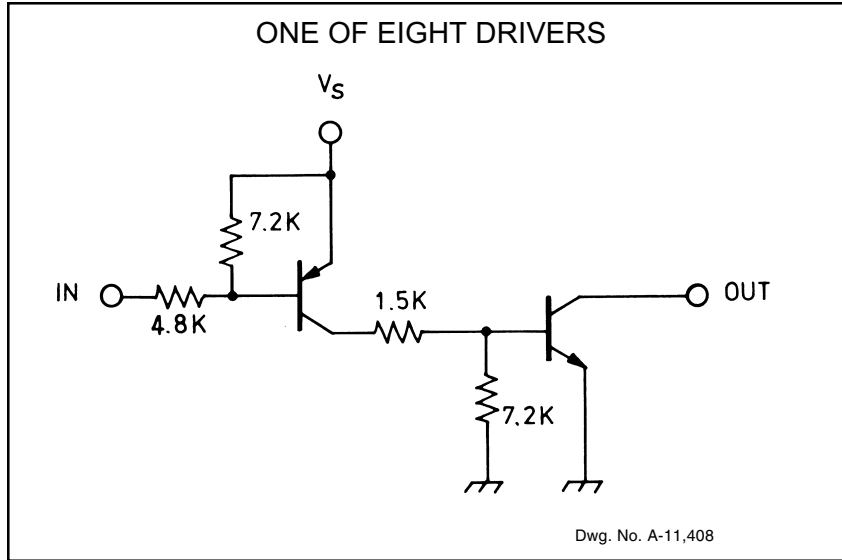 ONE OF EIGHT DRIVERS
VS
7.2K
IN
4.8K
1.5K
OUT
7.2K
Dwg. No. A-11,408